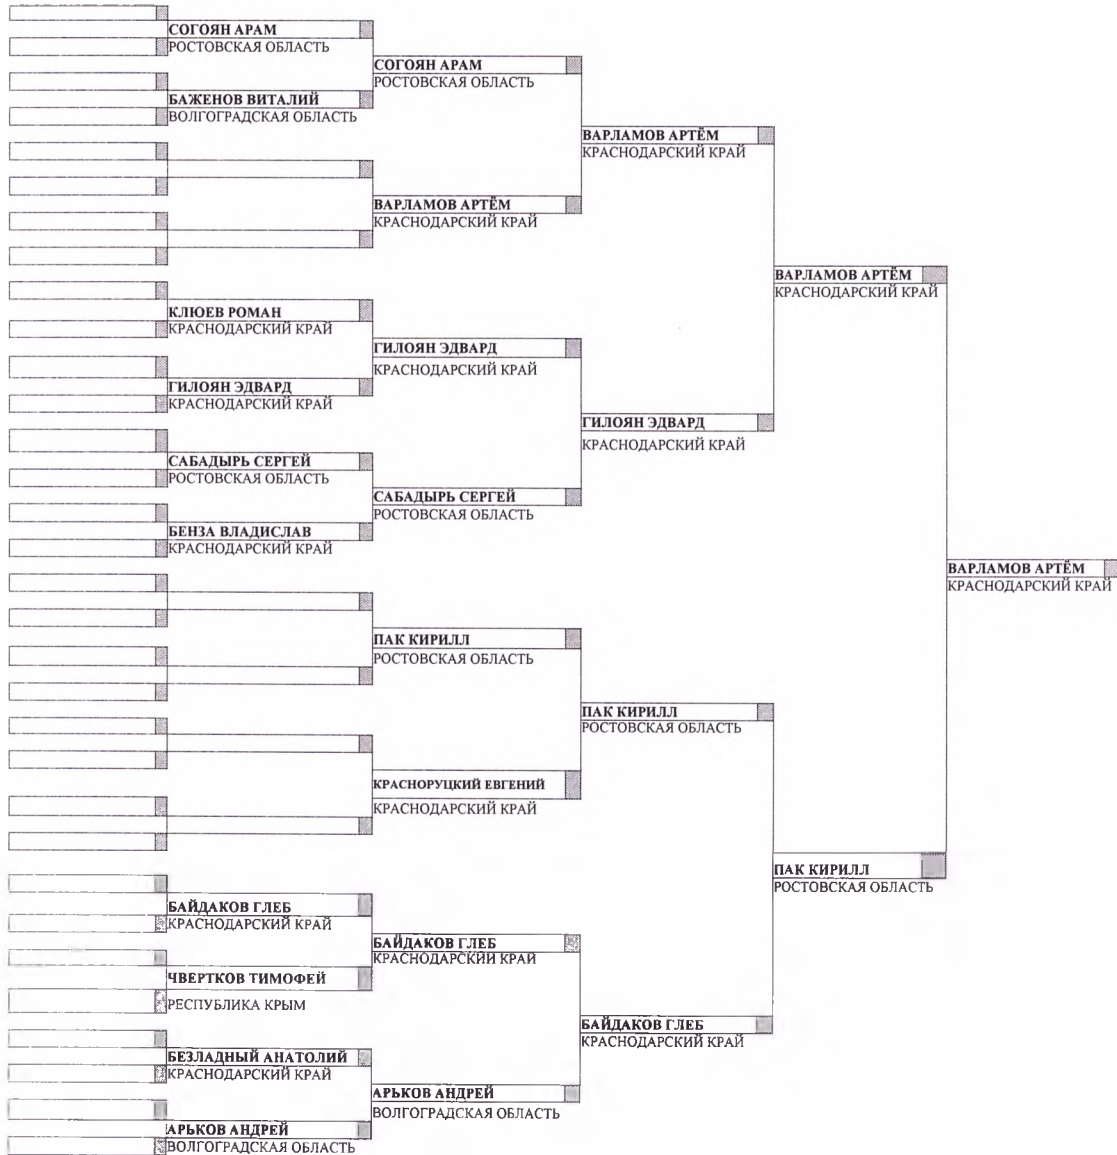 СОГОЯН АРАМ
РОСТОВСКАЯ ОБЛАСТЬ
БАЖЕНОВ ВИТАЛИЙ
ВОЛГОГРАДСКАЯ ОБЛАСТЬ
КЛЮЕВ РОМАН
КРАСНОДАРСКИЙ КРАЙ
ГИЛОЯН ЭДВАРД
КРАСНОДАРСКИЙ КРАЙ
САБАДЫРЬ СЕРГЕЙ
РОСТОВСКАЯ ОБЛАСТЬ
БЕНЗА ВЛАДИСЛАВ
КРАСНОДАРСКИЙ КРАЙ
БАЙДАКОВ ГЛЕБ
КРАСНОДАРСКИЙ КРАЙ
ЧВЕРТКОВ ТИМОФЕЙ
РЕСПУБЛИКА КРЫМ
БЕЗЛАДНЫЙ АНАТОЛИЙ
КРАСНОДАРСКИЙ КРАЙ
АРЬКОВ АНДРЕЙ
ВОЛГОГРАДСКАЯ ОБЛАСТЬ
СОГОЯН АРАМ
РОСТОВСКАЯ ОБЛАСТЬ
ВАРЛАМОВ АРТЁМ
КРАСНОДАРСКИЙ КРАЙ
ГИЛОЯН ЭДВАРД
КРАСНОДАРСКИЙ КРАЙ
САБАДЫРЬ СЕРГЕЙ
РОСТОВСКАЯ ОБЛАСТЬ
ПАК КИРИЛЛ
РОСТОВСКАЯ ОБЛАСТЬ
КРАСНОРУЦКИЙ ЕВГЕНИЙ
КРАСНОДАРСКИЙ КРАЙ
БАЙДАКОВ ГЛЕБ
КРАСНОДАРСКИЙ КРАЙ
АРЬКОВ АНДРЕЙ
ВОЛГОГРАДСКАЯ ОБЛАСТЬ
ВАРЛАМОВ АРТЁМ
КРАСНОДАРСКИЙ КРАЙ
ГИЛОЯН ЭДВАРД
КРАСНОДАРСКИЙ КРАЙ
ПАК КИРИЛЛ
РОСТОВСКАЯ ОБЛАСТЬ
БАЙДАКОВ ГЛЕБ
КРАСНОДАРСКИЙ КРАЙ
ВАРЛАМОВ АРТЁМ
КРАСНОДАРСКИЙ КРАЙ
ПАК КИРИЛЛ
РОСТОВСКАЯ ОБЛАСТЬ
ВАРЛАМОВ АРТЁМ
КРАСНОДАРСКИЙ КРАЙ